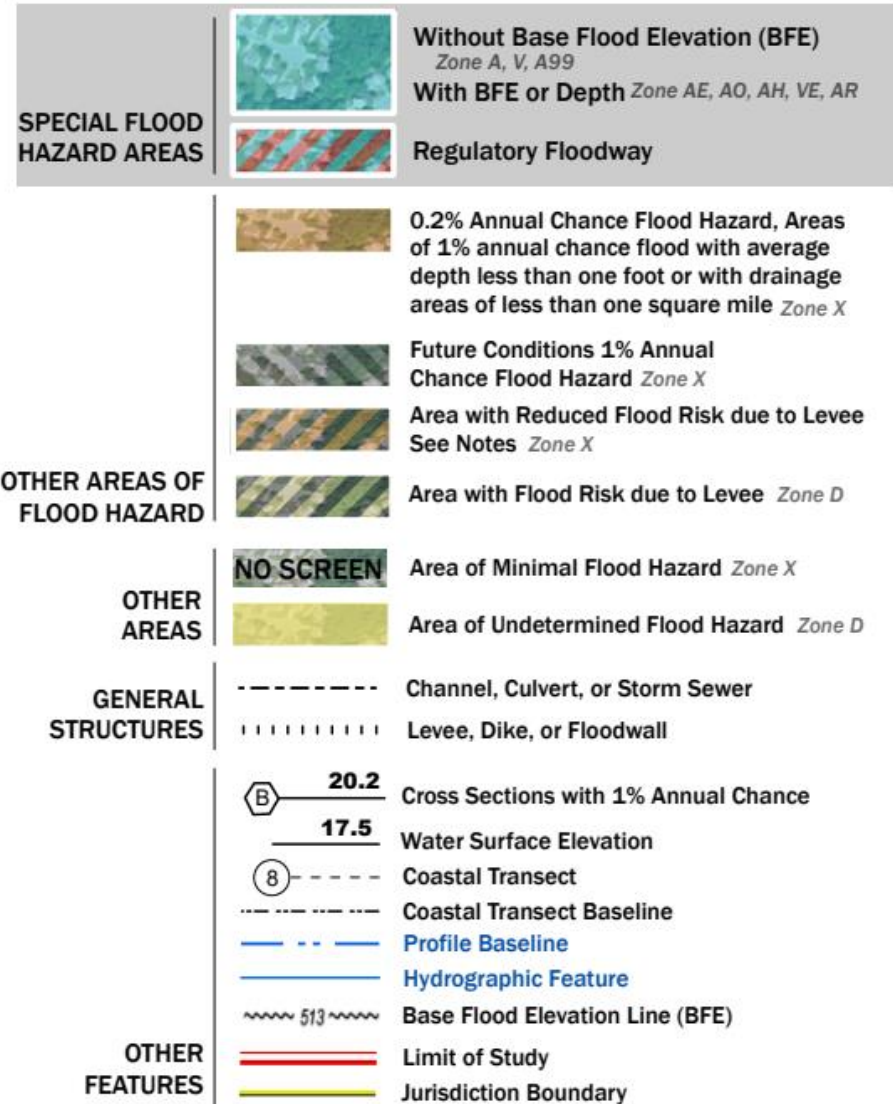 SPECIAL FLOOD
HAZARD AREAS
Without Base Flood Elevation (BFE)
Zone A, V, A99
With BFE or Depth Zone AE, AO, AH, VE, AR
Regulatory Floodway
OTHER AREAS OF
FLOOD HAZARD
0.2% Annual Chance Flood Hazard, Areas
of 1% annual chance flood with average
depth less than one foot or with drainage
areas of less than one square mile Zone X
Future Conditions 1% Annual
Chance Flood Hazard Zone X
Area with Reduced Flood Risk due to Levee
See Notes Zone X
Area with Flood Risk due to Levee Zone D
OTHER
AREAS
NO SCREEN Area of Minimal Flood Hazard Zone X
Area of Undetermined Flood Hazard Zone D
GENERAL
STRUCTURES
Channel, Culvert, or Storm Sewer
Levee, Dike, or Floodwall
OTHER
FEATURES
B 20.2 Cross Sections with 1% Annual Chance
17.5 Water Surface Elevation
8 Coastal Transect
Coastal Transect Baseline
Profile Baseline
Hydrographic Feature
513 Base Flood Elevation Line (BFE)
Limit of Study
Jurisdiction Boundary